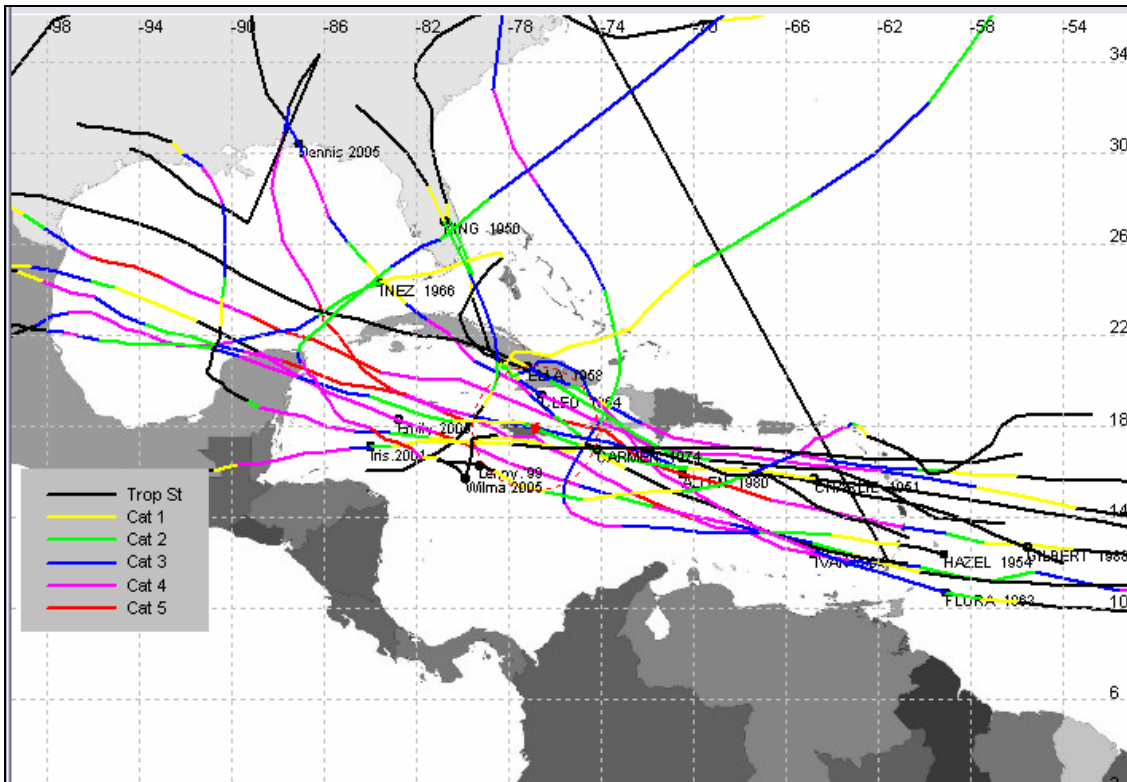 -98 -90 -86 -82 -78 -74 -70 -66 -62 -58 -54
34
30
Dennis 2005
KING 1950
26
INEZ 1966
22
ELLA 1958
CLEO 1964
18
Emily 2005
Iris 2001
CARMEN 1974
Lenny '99
ALLEN 1980
CHARLIE 1951
Wilma 2005
14
GILBERT 1988
HAZEL 1954
IVAN
10
FLORA 1963
6
Trop St
Cat 1
Cat 2
Cat 3
Cat 4
Cat 5